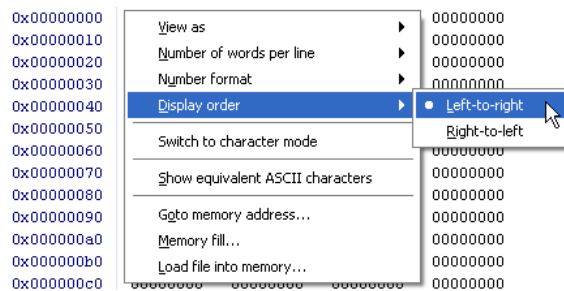 0x00000000 00000000
View as
0x00000010 00000000
Number of words per line
0x00000020 00000000
Number format
0x00000030 00000000
0x00000040 Display order Left-to-right
0x00000050 Right-to-left
Switch to character mode
0x00000060 00000000
0x00000070 Show equivalent ASCII characters 00000000
0x00000080 00000000
0x00000090 Goto memory address... 00000000
0x000000a0 Memory fill... 00000000
0x000000b0 Load file into memory... 00000000
0x000000c0 00000000 00000000 00000000 00000000